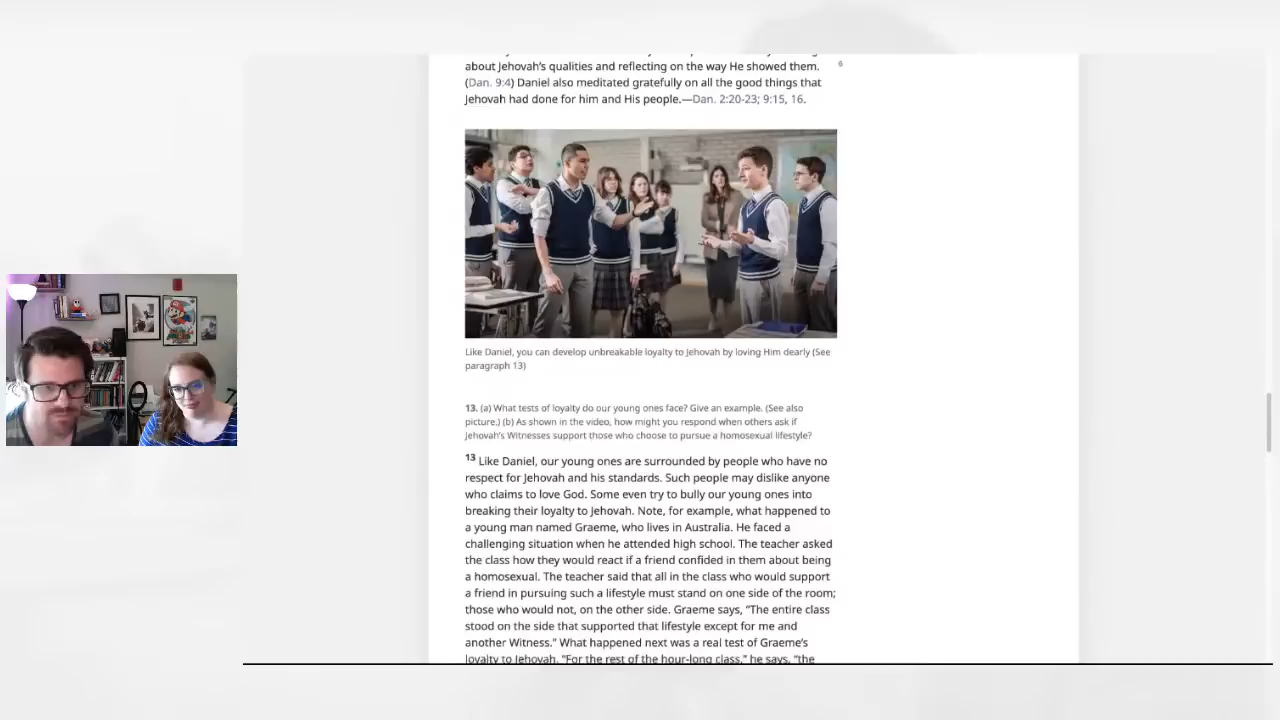 about Jehovah's qualities and reflecting on the way He showed them.
(Dan. 9:4) Daniel also meditated gratefully on all the good things that
Jehovah had done for him and His people.—Dan. 2:20-23; 9:15, 16.
6
Like Daniel, you can develop unbreakable loyalty to Jehovah by loving Him dearly (See
paragraph 13)
13. (a) What tests of loyalty do our young ones face? Give an example. (See also
picture.) (b) As shown in the video, how might you respond when others ask if
Jehovah's Witnesses support those who choose to pursue a homosexual lifestyle?
13 Like Daniel, our young ones are surrounded by people who have no
respect for Jehovah and his standards. Such people may dislike anyone
who claims to love God. Some even try to bully our young ones into
breaking their loyalty to Jehovah. Note, for example, what happened to
a young man named Graeme, who lives in Australia. He faced a
challenging situation when he attended high school. The teacher asked
the class how they would react if a friend confided in them about being
a homosexual. The teacher said that all in the class who would support
a friend in pursuing such a lifestyle must stand on one side of the room;
those who would not, on the other side. Graeme says, "The entire class
stood on the side that supported that lifestyle except for me and
another Witness." What happened next was a real test of Graeme's
loyalty to Jehovah. "For the rest of the hour-long class," he says, "the